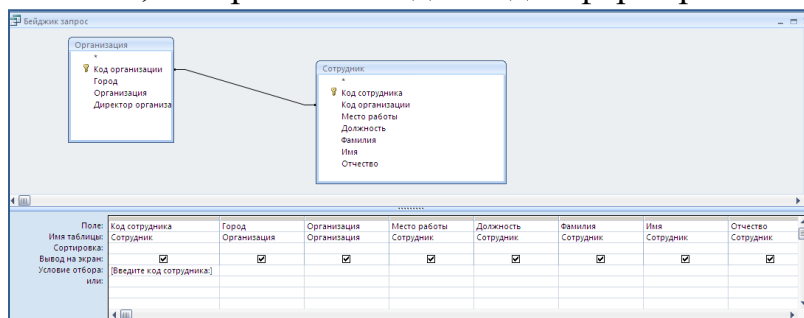 Бейджик запрос
Организация
*
Код организации
Город
Организация
Директор организа
Сотрудник
*
Код сотрудника
Код организации
Место работы
Должность
Фамилия
Имя
Отчество
Поле: Код сотрудника Город Организация Место работы Должность Фамилия Имя Отчество
Имя таблицы: Сотрудник Организация Организация Сотрудник Сотрудник Сотрудник Сотрудник Сотрудник
Сортировка:
Вывод на экран:
Условие отбора: [Введите код сотрудника:]
или: